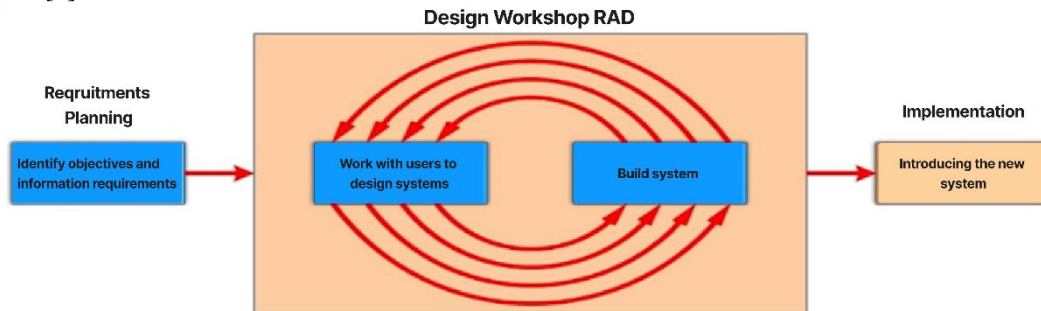 Design Workshop RAD
Reqruitments
Planning
Identify objectives and
information requirements
Work with users to
design systems
Build system
Implementation
Introducing the new
system